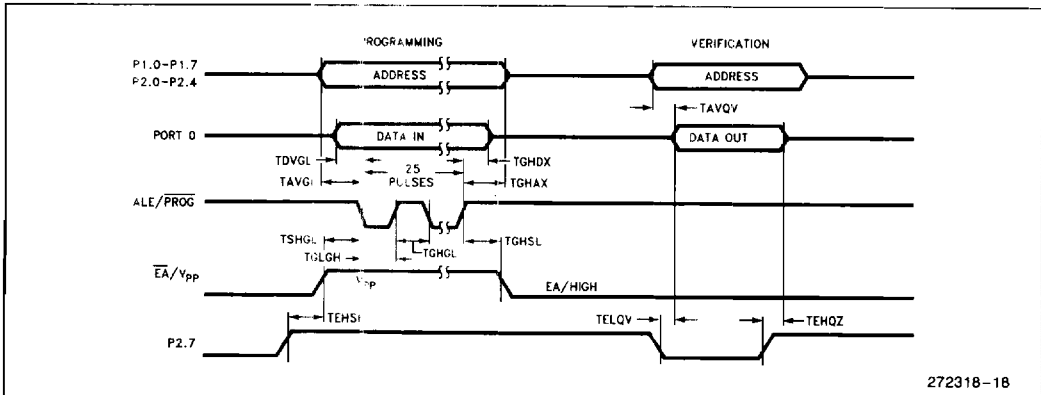 PROGRAMMING
VERIFICATION
P1.0–P1.7
P2.0–P2.4
ADDRESS
ADDRESS
TAVQV
PORT 0
DATA IN
DATA OUT
TDVGL
25
PULSES
TGHDX
TAVGL
TGHAX
ALE/PROG
TSHGL
TGHGL
TGHSL
TGLGH
EA/VPP
VPP
EA/HIGH
TEHSH
TELQV
TEHQZ
P2.7
272318–18